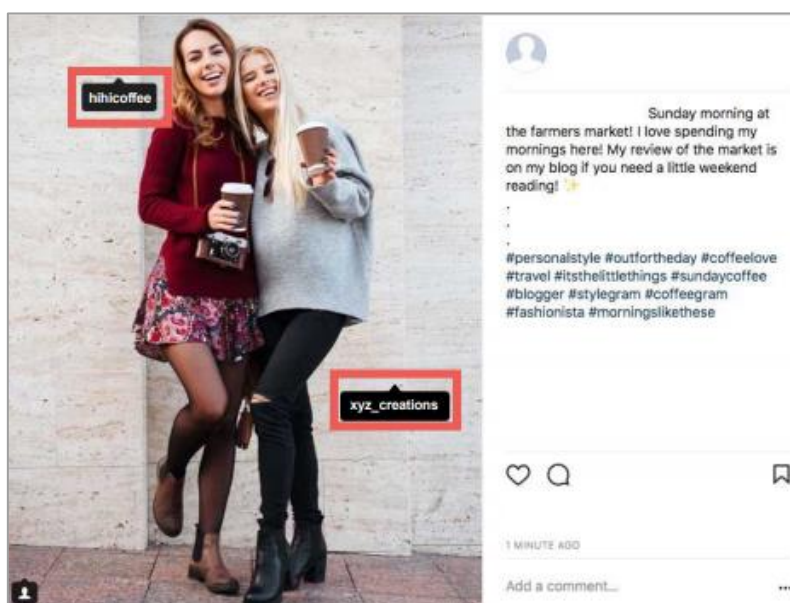 hihicoffee
xyz_creations
Sunday morning at
the farmers market! I love spending my
mornings here! My review of the market is
on my blog if you need a little weekend
reading! ✨
.
.
.
#personalstyle #outfortheday #coffeelove
#travel #itsthelittlethings #sundaycoffee
#blogger #stylegram #coffeegram
#fashionista #morningslikethese
1 MINUTE AGO
Add a comment...